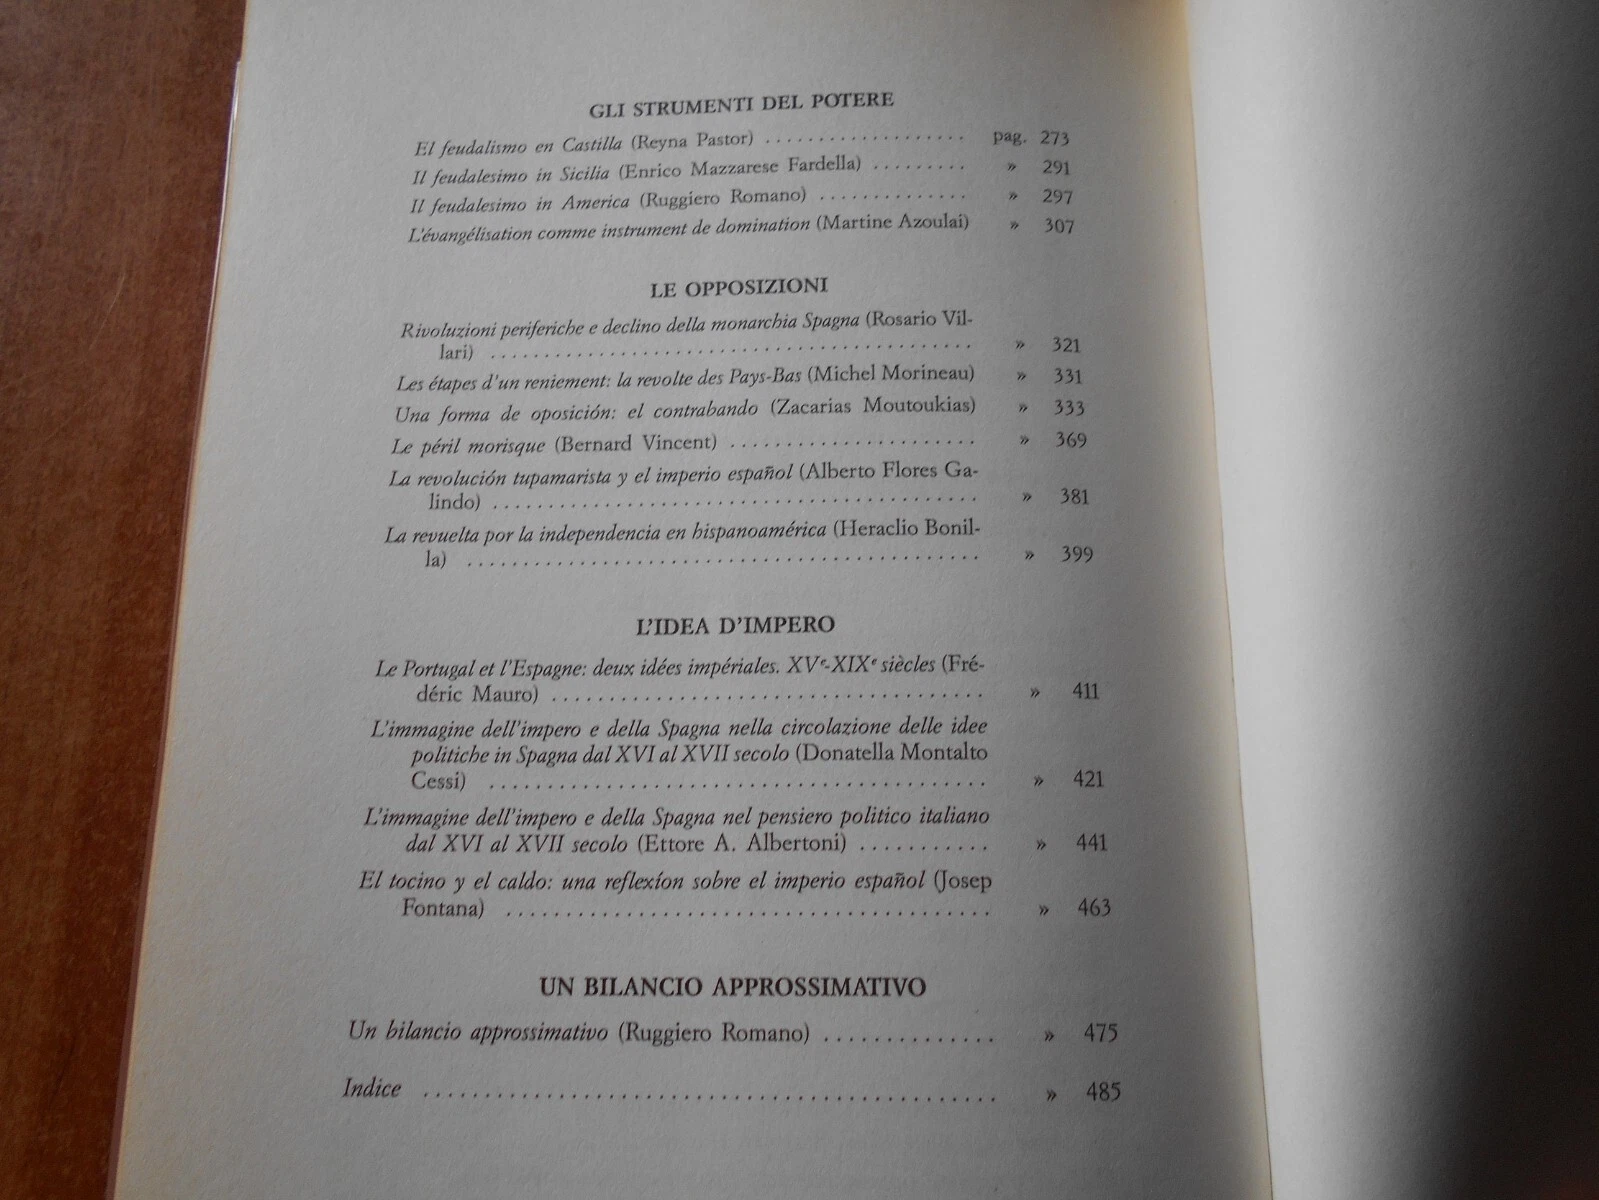 GLI STRUMENTI DEL POTERE
El feudalismo en Castilla (Reyna Pastor) . . . . . . . . . . . . . . . . . . . pag. 273
Il feudalesimo in Sicilia (Enrico Mazzarese Fardella) . . . . . . . . . » 291
Il feudalesimo in America (Ruggiero Romano) . . . . . . . . . . . . . . » 297
L'évangélisation comme instrument de domination (Martine Azoulai) » 307
LE OPPOSIZIONI
Rivoluzioni periferiche e declino della monarchia Spagna (Rosario Vil-
lari) . . . . . . . . . . . . . . . . . . . . . . . . . . . . . . . . . . . . . . . . . . » 321
Les étapes d'un reniement: la revolte des Pays-Bas (Michel Morineau) » 331
Una forma de oposición: el contrabando (Zacarias Moutoukias) » 333
Le péril morisque (Bernard Vincent) . . . . . . . . . . . . . . . . . . . . . . » 369
La revolución tupamarista y el imperio español (Alberto Flores Ga-
lindo) . . . . . . . . . . . . . . . . . . . . . . . . . . . . . . . . . . . . . . . . . » 381
La revuelta por la independencia en hispanoamérica (Heraclio Bonil-
la) . . . . . . . . . . . . . . . . . . . . . . . . . . . . . . . . . . . . . . . . . . . » 399
L'IDEA D'IMPERO
Le Portugal et l'Espagne: deux idées impériales. XVe-XIXe siècles (Fré-
déric Mauro) . . . . . . . . . . . . . . . . . . . . . . . . . . . . . . . . . . . . » 411
L'immagine dell'impero e della Spagna nella circolazione delle idee
politiche in Spagna dal XVI al XVII secolo (Donatella Montalto
Cessi) . . . . . . . . . . . . . . . . . . . . . . . . . . . . . . . . . . . . . . . . » 421
L'immagine dell'impero e della Spagna nel pensiero politico italiano
dal XVI al XVII secolo (Ettore A. Albertoni) . . . . . . . . . . . » 441
El tocino y el caldo: una reflexíon sobre el imperio español (Josep
Fontana) . . . . . . . . . . . . . . . . . . . . . . . . . . . . . . . . . . . . . . » 463
UN BILANCIO APPROSSIMATIVO
Un bilancio approssimativo (Ruggiero Romano) . . . . . . . . . . . . . . » 475
Indice . . . . . . . . . . . . . . . . . . . . . . . . . . . . . . . . . . . . . . . . . . » 485